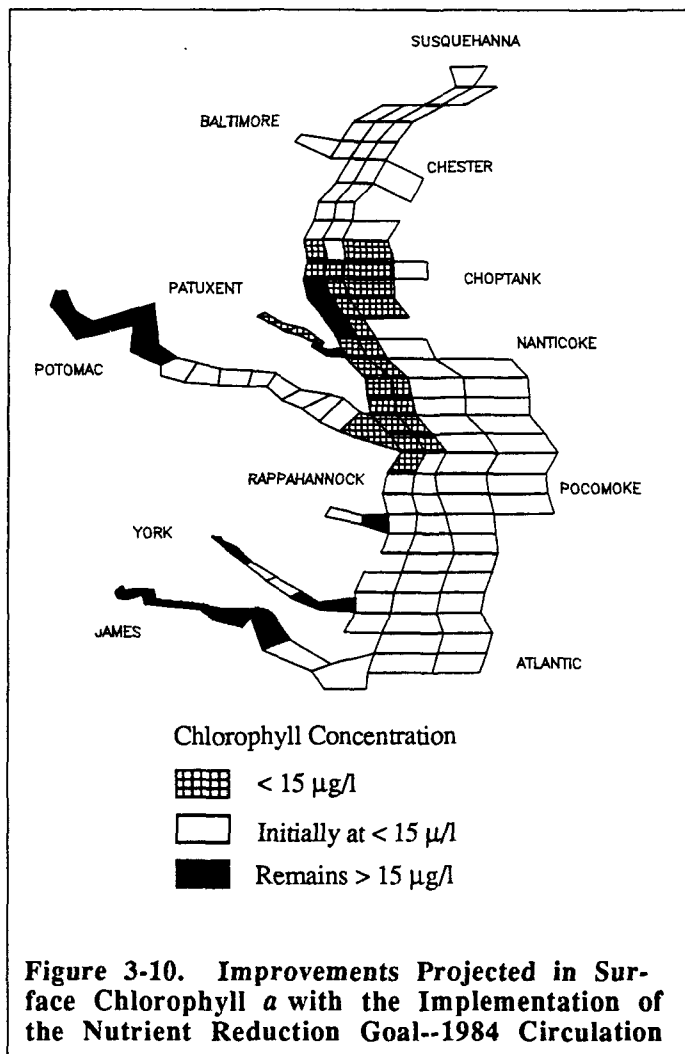 SUSQUEHANNA
BALTIMORE
CHESTER
CHOPTANK
PATUXENT
NANTICOKE
POTOMAC
RAPPAHANNOCK
POCOMOKE
YORK
JAMES
ATLANTIC
Chlorophyll Concentration
< 15 µg/l
Initially at < 15 µ/l
Remains > 15 µg/l
Figure 3-10. Improvements Projected in Sur-
face Chlorophyll a with the Implementation of
the Nutrient Reduction Goal--1984 Circulation